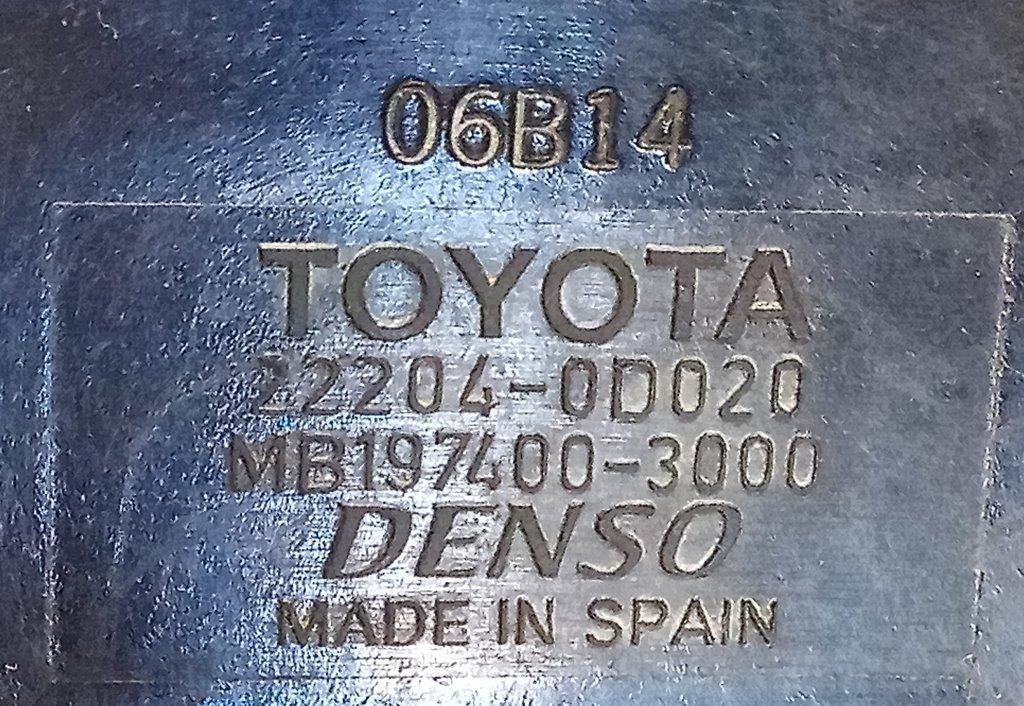 06B14
TOYOTA
22204-0D020
MB197400-3000
DENSO
MADE IN SPAIN